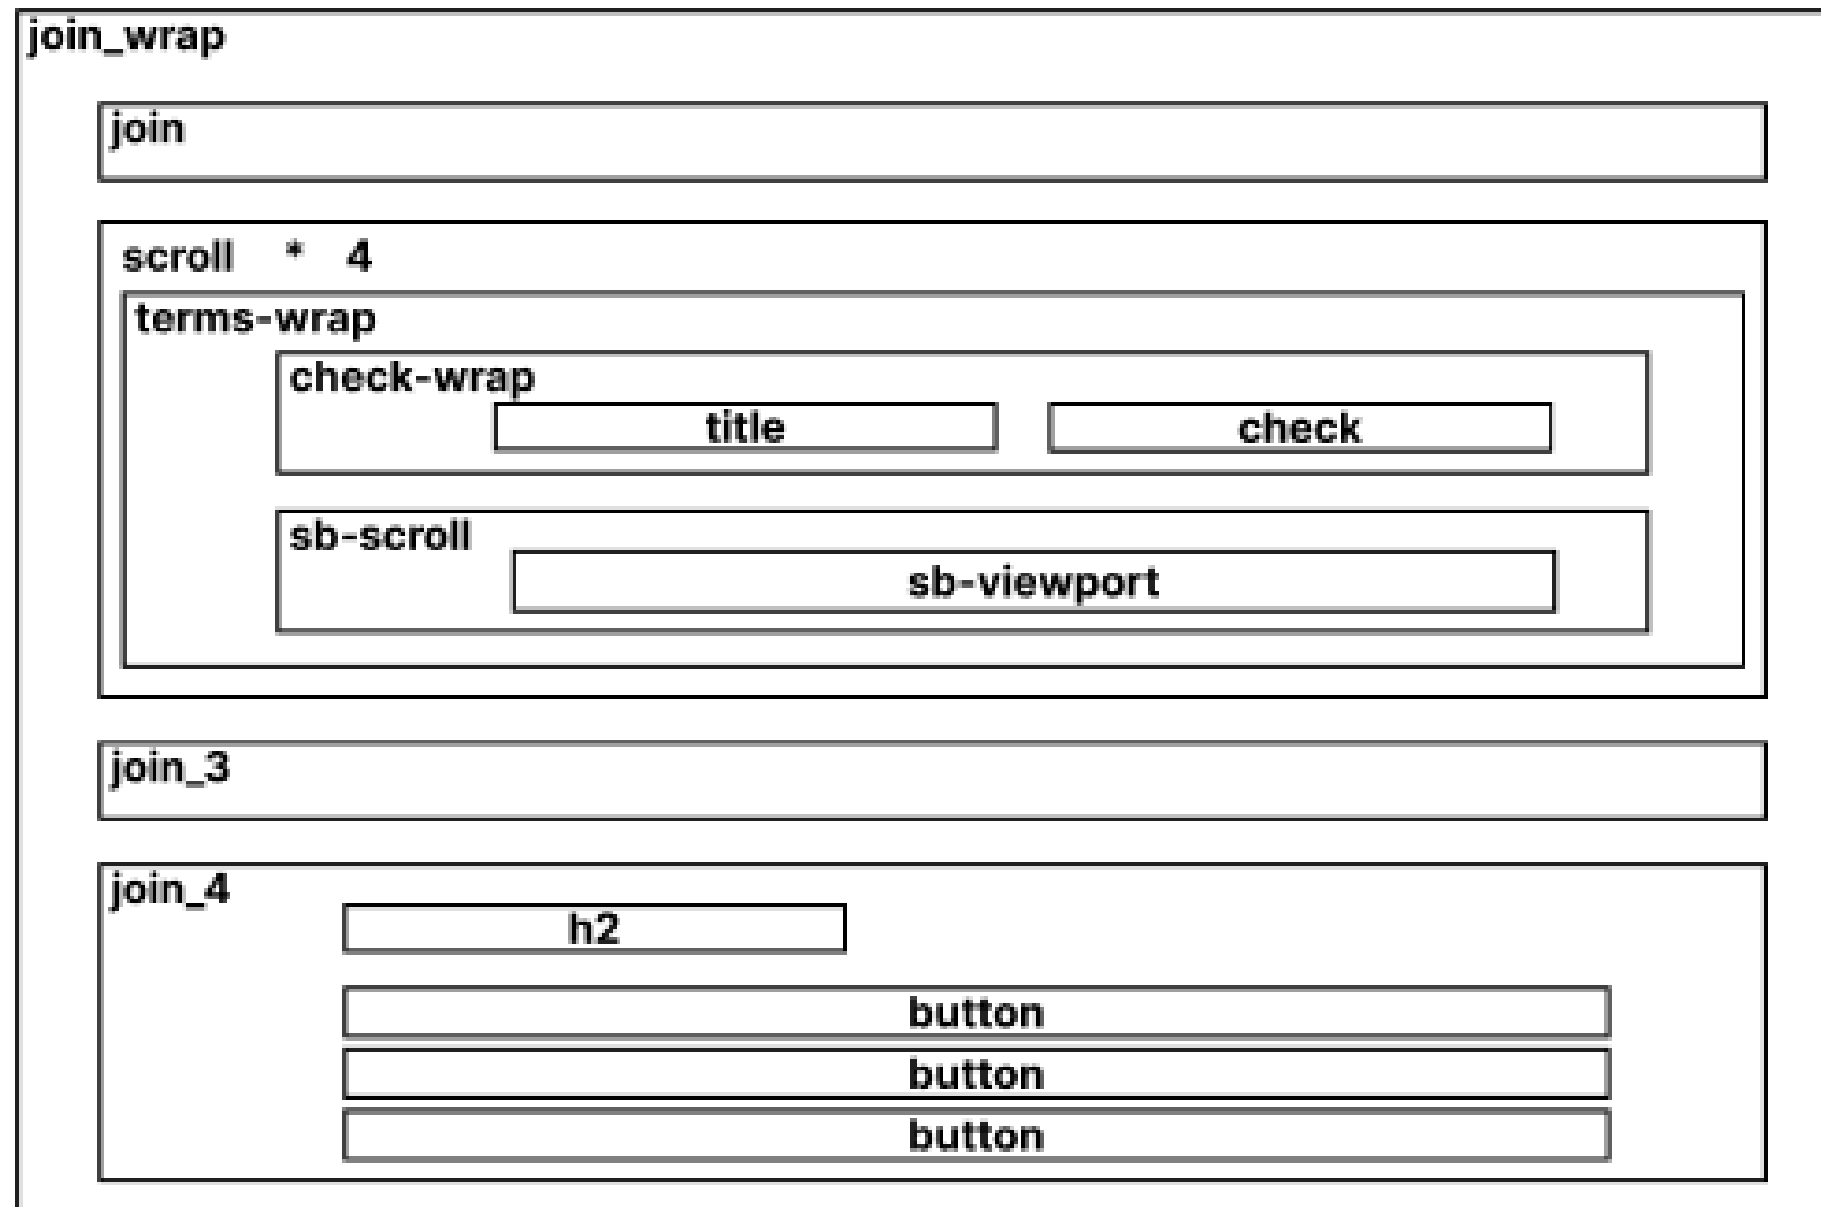 join_wrap
join
scroll * 4
terms-wrap
check-wrap
title check
sb-scroll
sb-viewport
join_3
join_4
h2
button
button
button